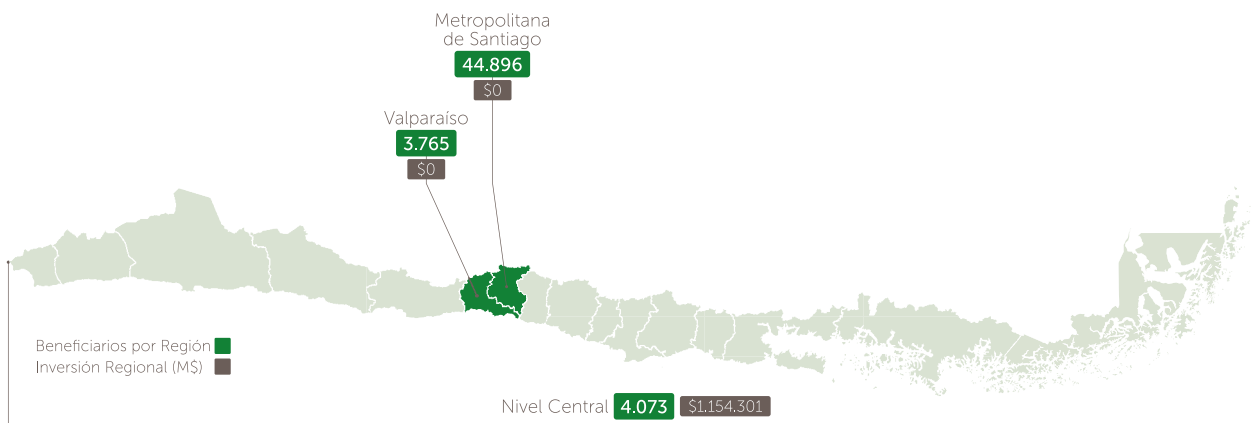 Metropolitana
de Santiago
44.896
$0
Valparaíso
3.765
$0
Beneficiarios por Región
Inversión Regional (M$)
Nivel Central 4.073 $1.154.301